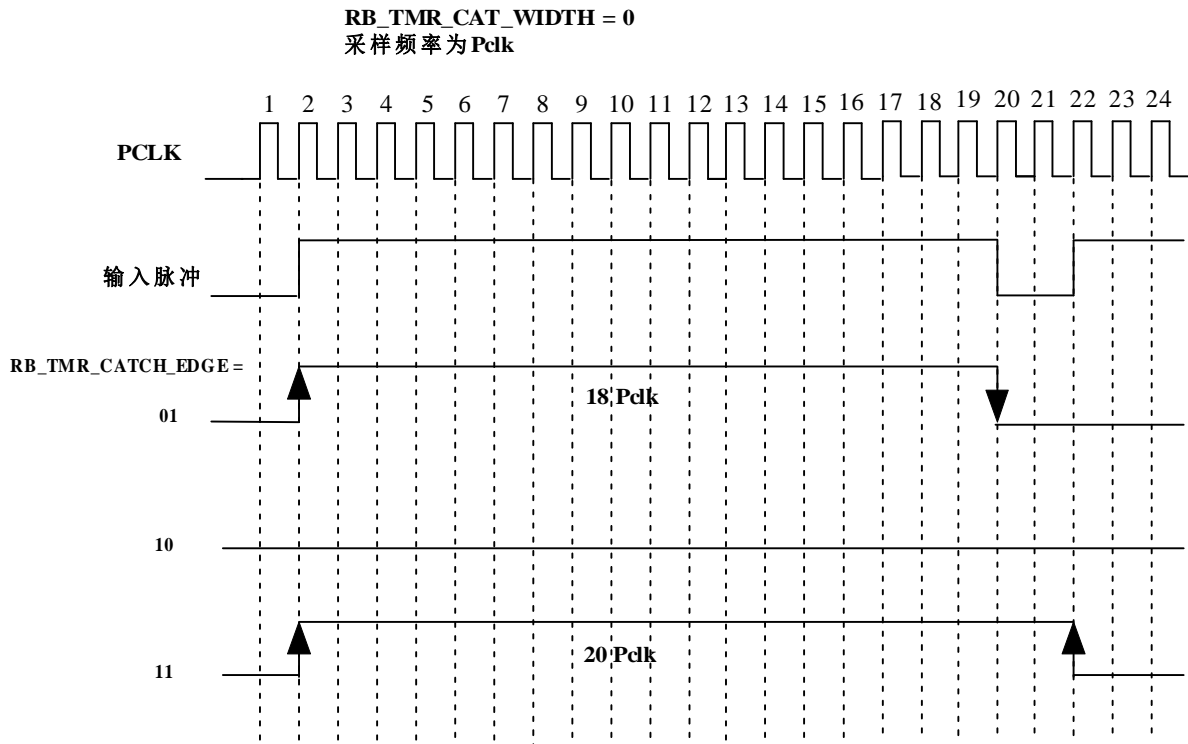 RB_TMR_CAT_WIDTH = 0
采样频率为Pclk
1 2 3 4 5 6 7 8 9 10 11 12 13 14 15 16 17 18 19 20 21 22 23 24
PCLK
输入脉冲
RB_TMR_CATCH_EDGE =
18 Pclk
01
10
20 Pclk
11